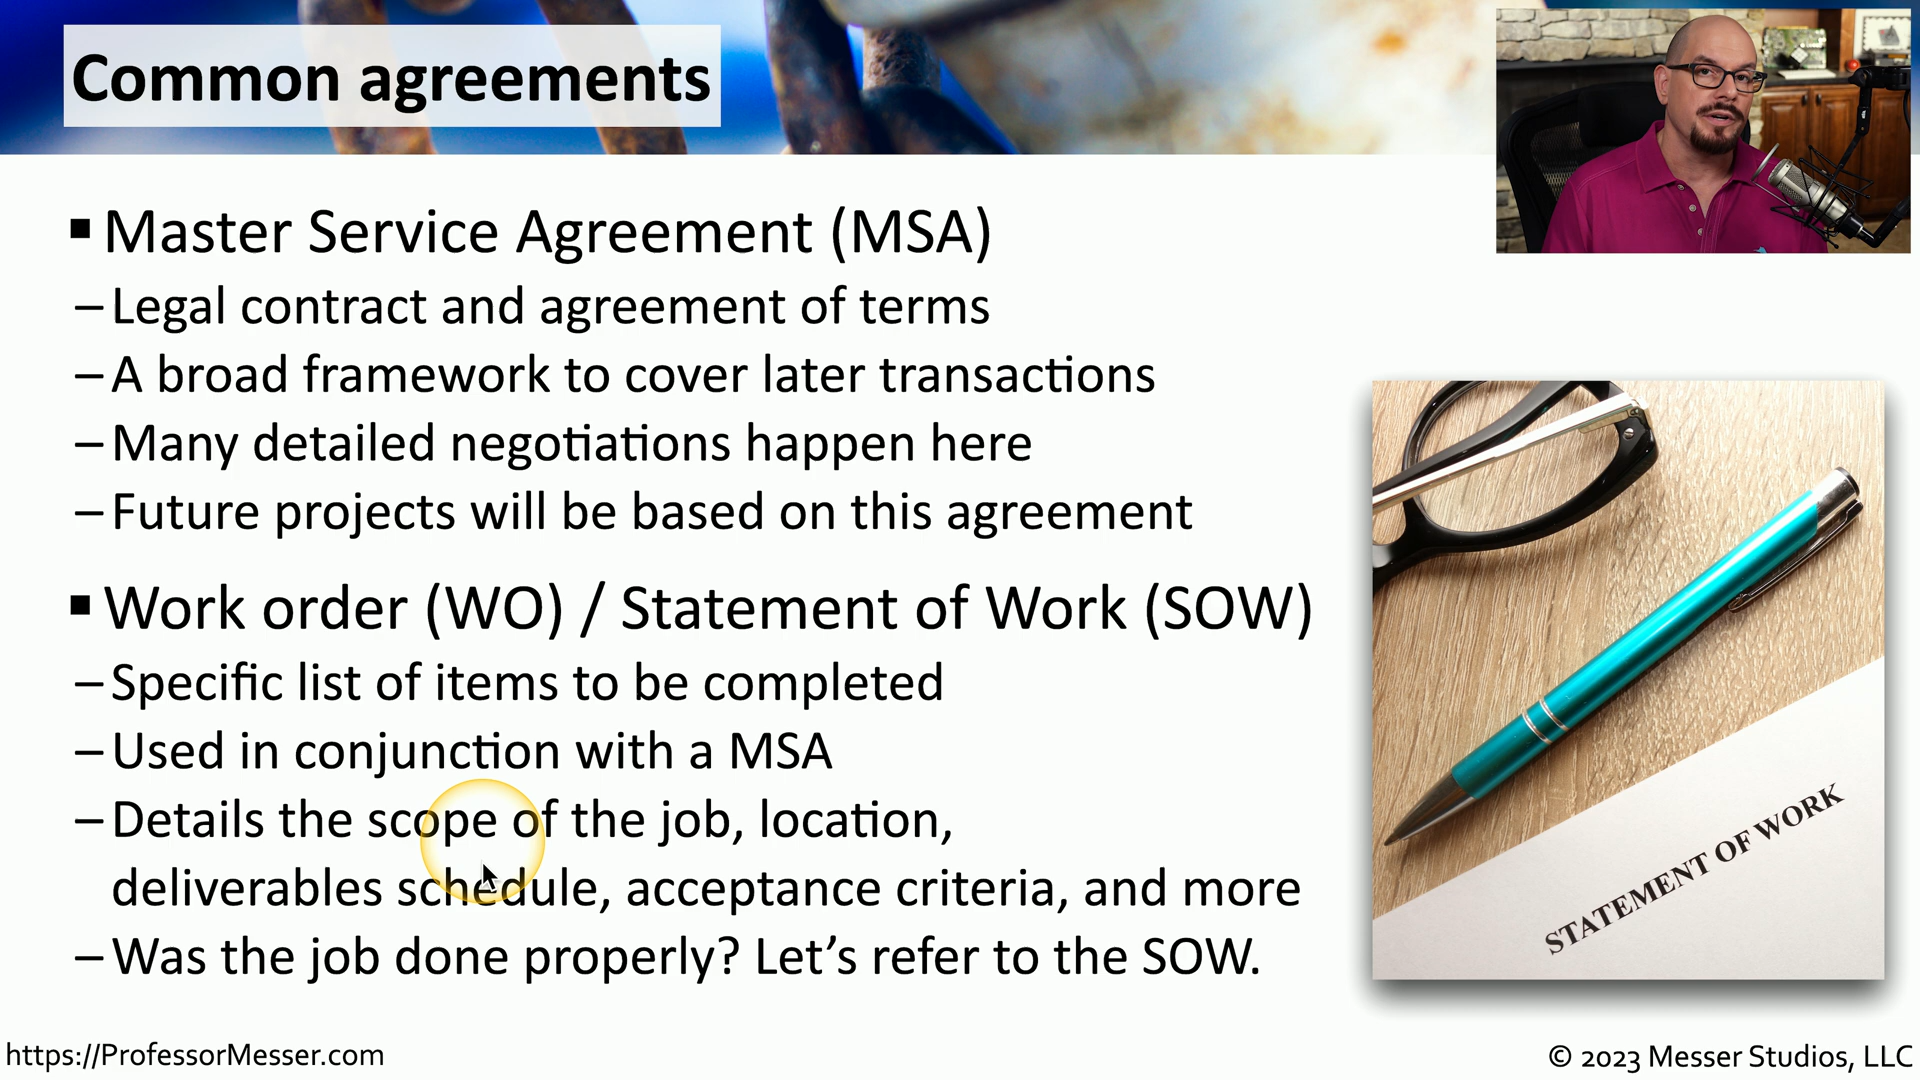 Common agreements
▪ Master Service Agreement (MSA)
– Legal contract and agreement of terms
– A broad framework to cover later transactions
– Many detailed negotiations happen here
– Future projects will be based on this agreement
▪ Work order (WO) / Statement of Work (SOW)
– Specific list of items to be completed
– Used in conjunction with a MSA
– Details the scope of the job, location,
deliverables schedule, acceptance criteria, and more
– Was the job done properly? Let’s refer to the SOW.
STATEMENT OF WORK
https://ProfessorMesser.com
© 2023 Messer Studios, LLC